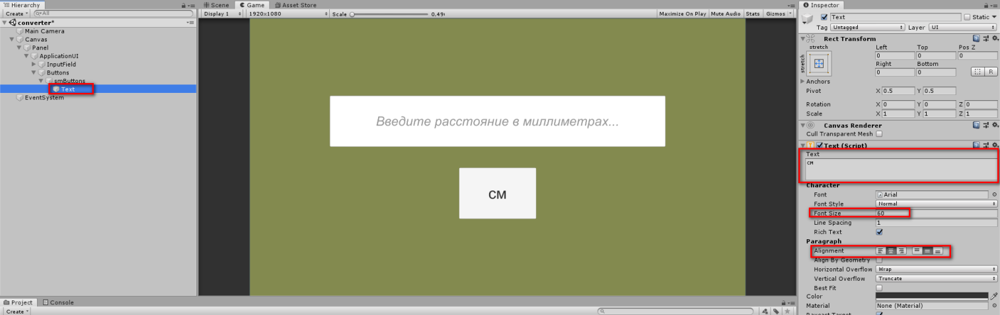 Hierarchy
Create
All
converter*
Main Camera
Canvas
Panel
ApplicationUI
InputField
Buttons
smButtons
Text
EventSystem
Scene Game Asset Store
Display 1 1920x1080 Scale 0,49 Maximize On Play Mute Audio Stats Gizmos
Введите расстояние в миллиметрах...
СМ
Project Console
Create
Inspector
Text Static
Tag Untagged Layer UI
Rect Transform
stretch Left Top Pos Z
stretch 0 0 0
Right Bottom
0 0 R
Anchors
Pivot X 0.5 Y 0.5
Rotation X 0 Y 0 Z 0
Scale X 1 Y 1 Z 1
Canvas Renderer
Cull Transparent Mesh
Text (Script)
Text
СМ
Character
Font Arial
Font Style Normal
Font Size 60
Line Spacing 1
Rich Text
Paragraph
Alignment
Align By Geometry
Horizontal Overflow Wrap
Vertical Overflow Truncate
Best Fit
Color
Material None (Material)
Raycast Target